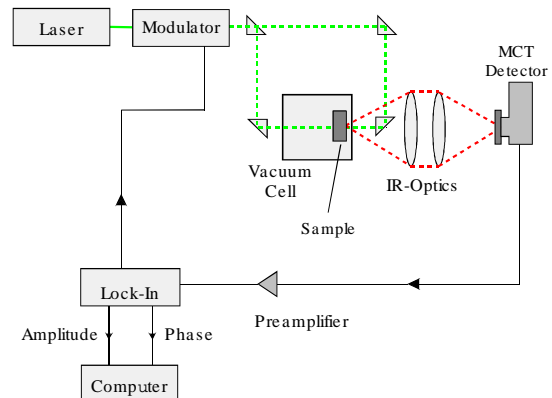 Laser
Modulator
MCT
Detector
Vacuum
Cell
IR-Optics
Sample
Lock-In
Preamplifier
Amplitude
Phase
Computer